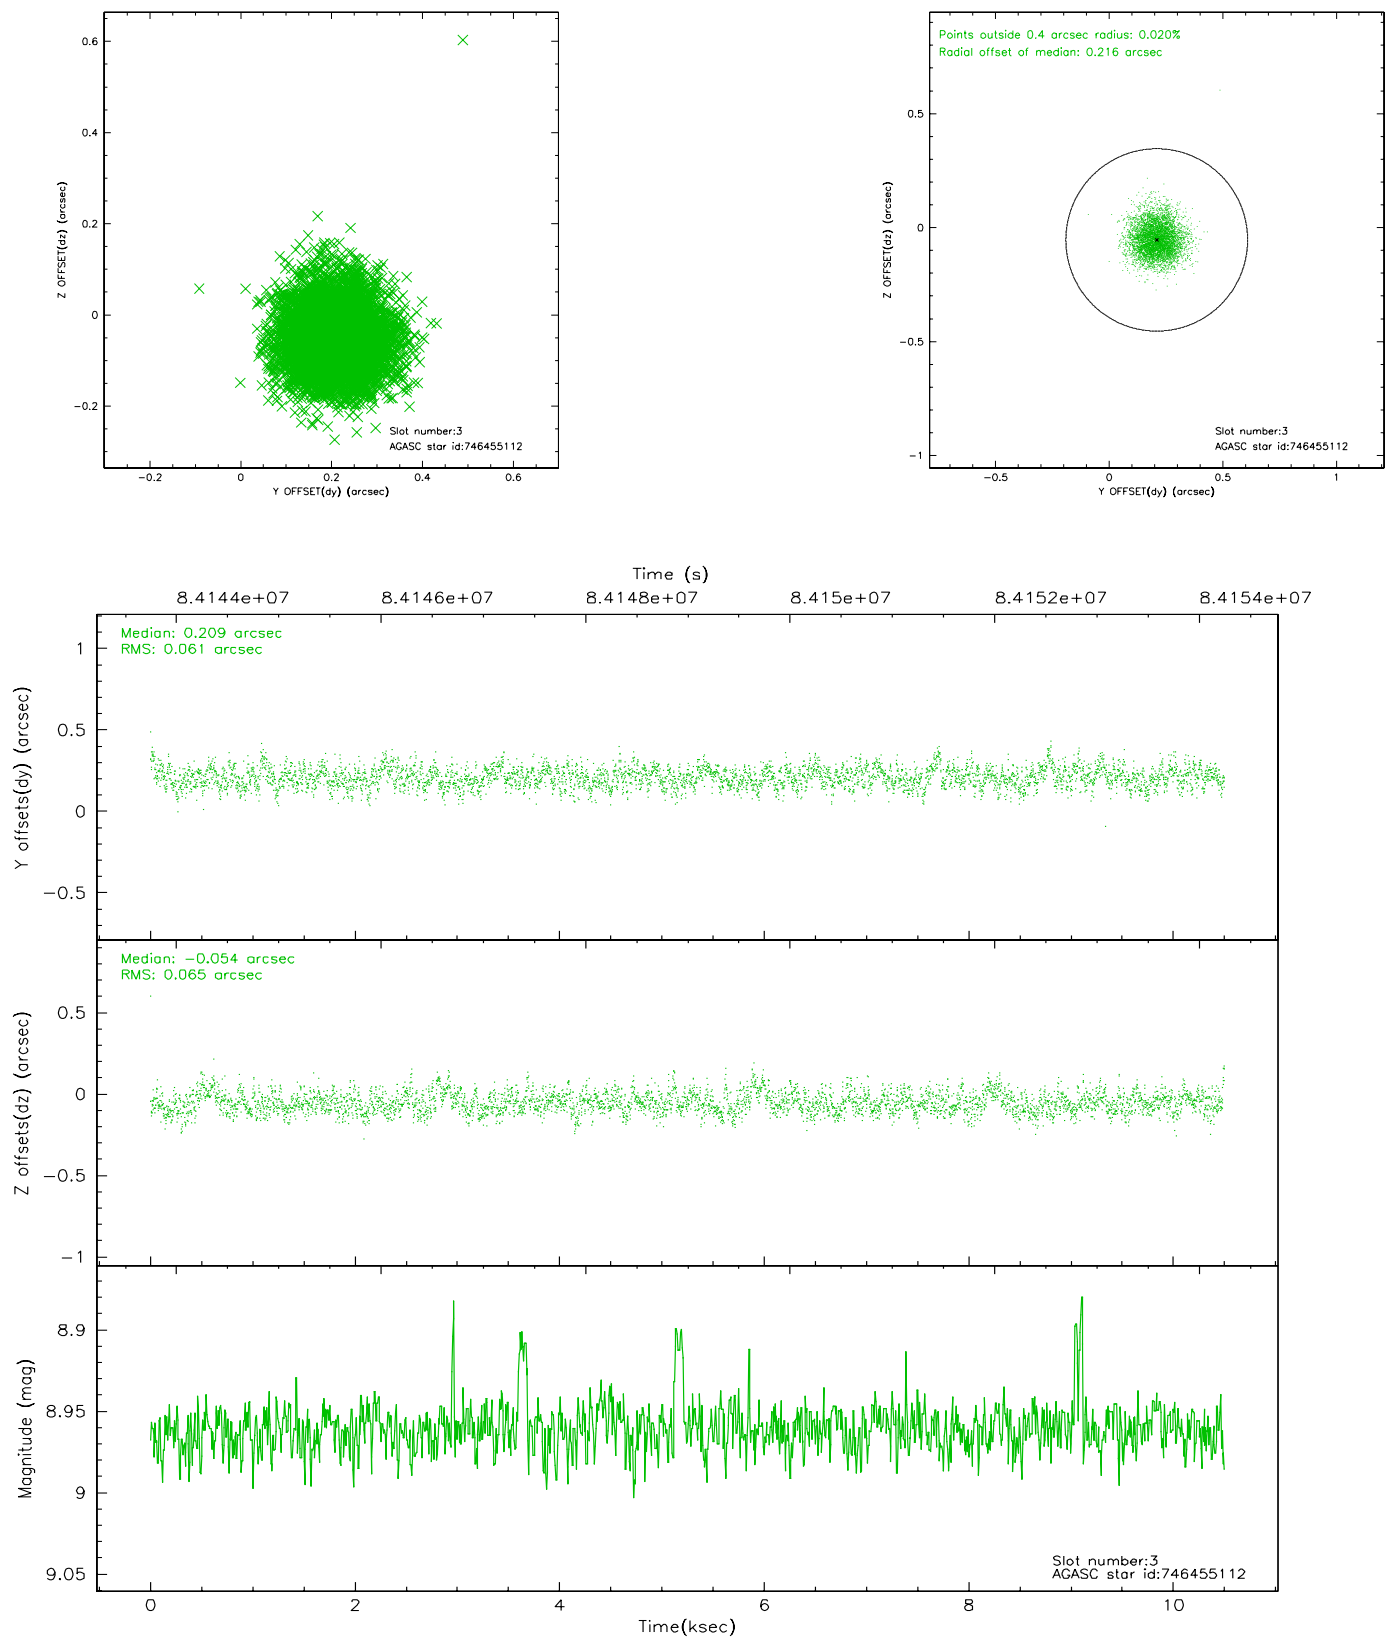 0.6
0.4
0.2
0
−0.2
Z OFFSET(dz) (arcsec)
Slot number:3
AGASC star id:746455112
−0.2 0 0.2 0.4 0.6
Y OFFSET(dy) (arcsec)
Points outside 0.4 arcsec radius: 0.020%
Radial offset of median: 0.216 arcsec
0.5
0
−0.5
−1
Z OFFSET(dz) (arcsec)
Slot number:3
AGASC star id:746455112
−0.5 0 0.5 1
Y OFFSET(dy) (arcsec)
Time (s)
8.4144e+07 8.4146e+07 8.4148e+07 8.415e+07 8.4152e+07 8.4154e+07
Median: 0.209 arcsec
RMS: 0.061 arcsec
1
0.5
0
−0.5
Y offsets(dy) (arcsec)
Median: −0.054 arcsec
RMS: 0.065 arcsec
0.5
0
−0.5
−1
Z offsets(dz) (arcsec)
8.9
8.95
9
9.05
Magnitude (mag)
Slot number:3
AGASC star id:746455112
0 2 4 6 8 10
Time(ksec)